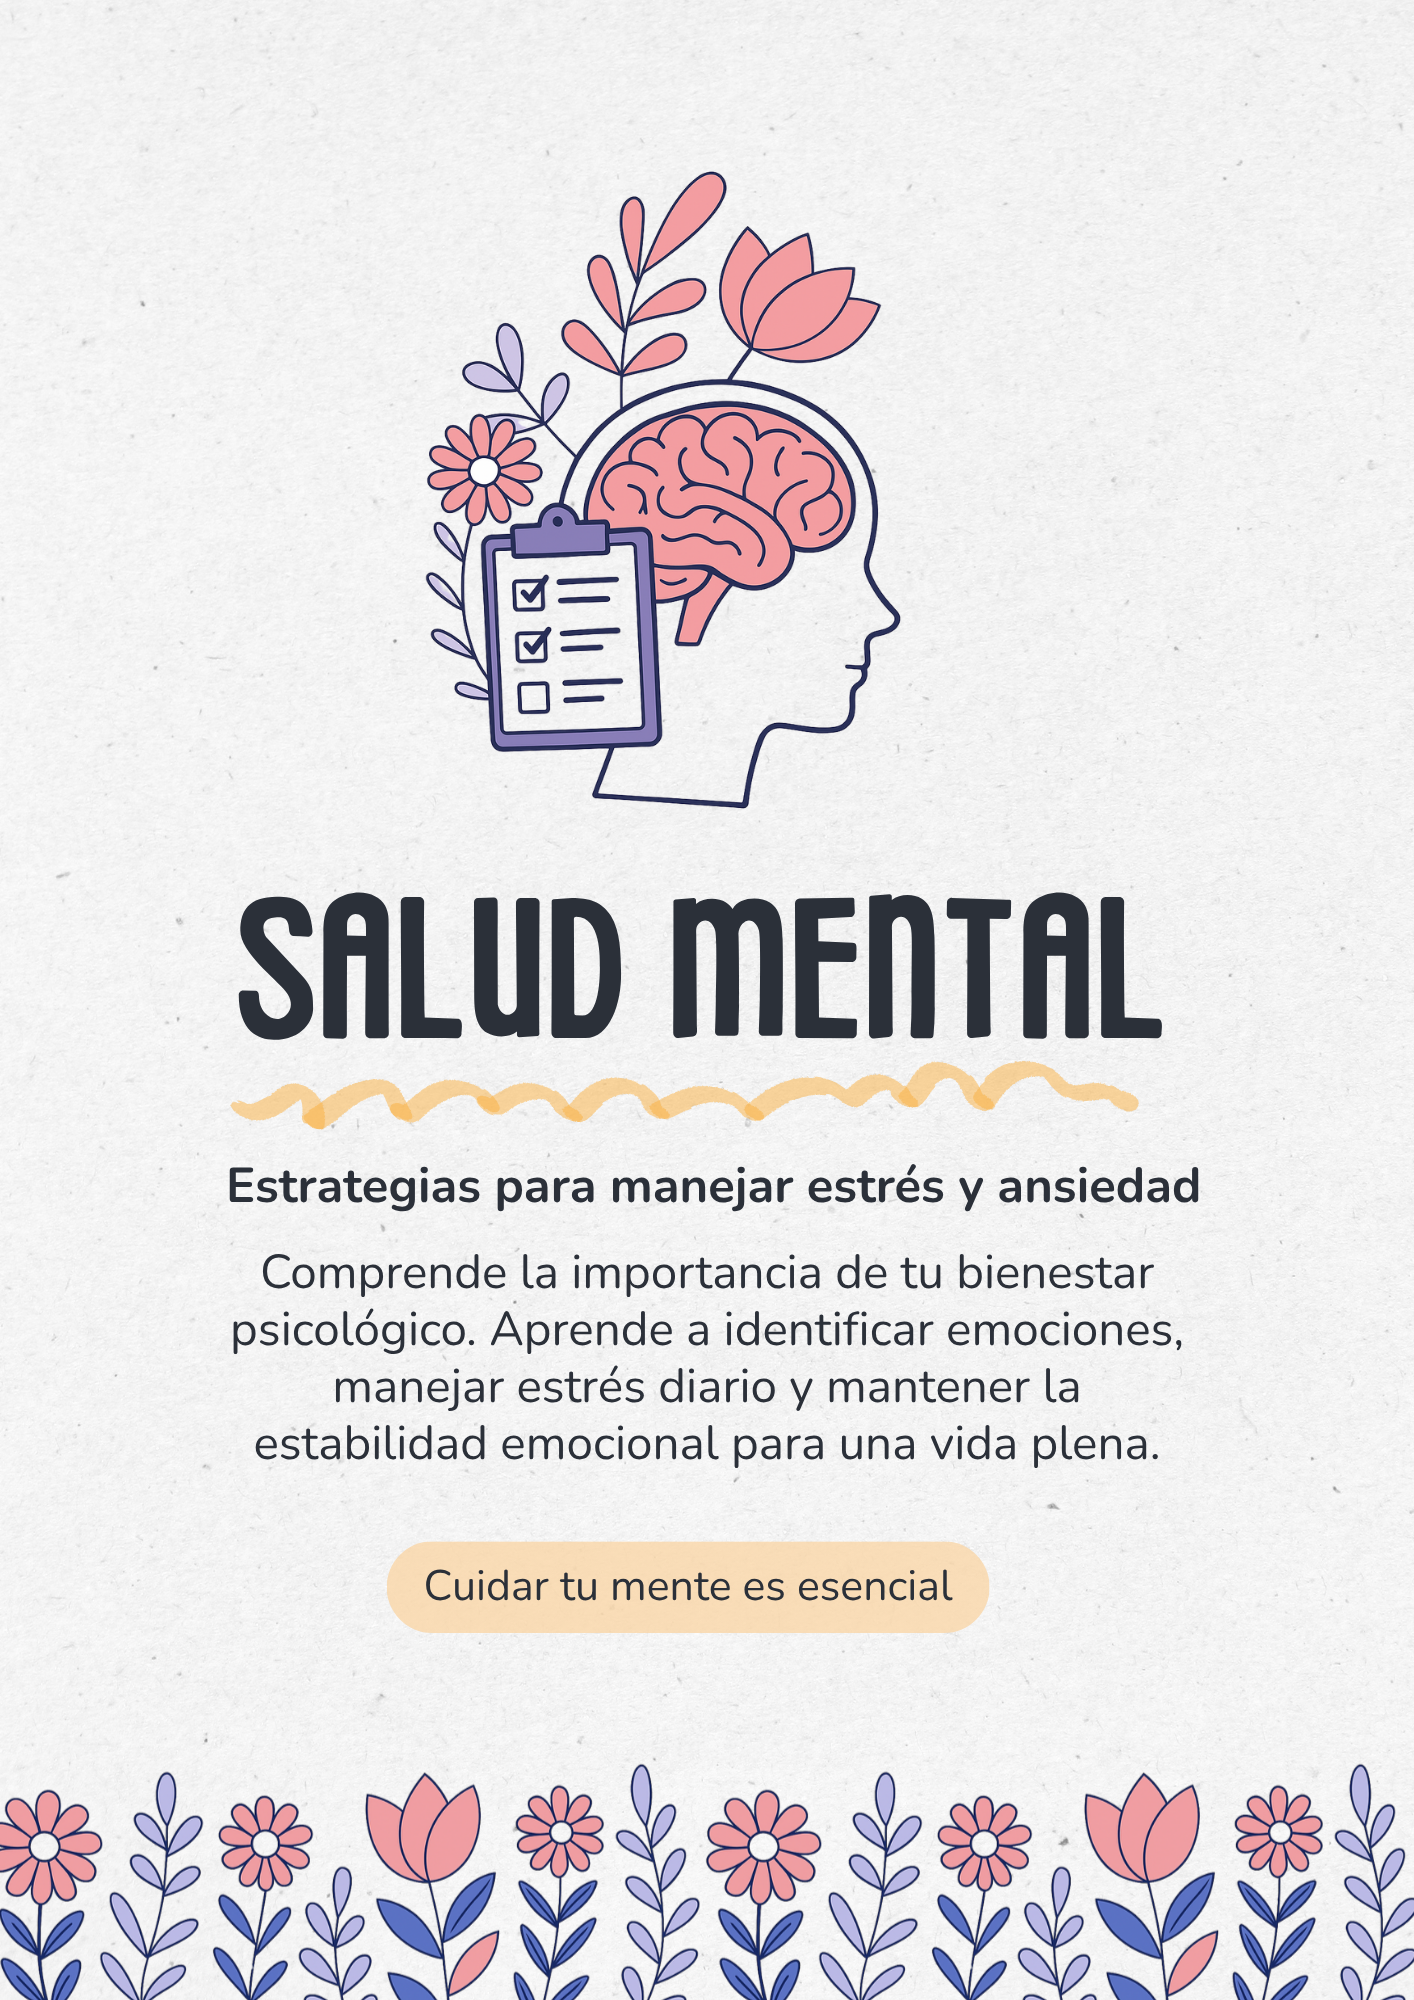 SALUD MENTAL
Estrategias para manejar estrés y ansiedad
Comprende la importancia de tu bienestar
psicológico. Aprende a identificar emociones,
manejar estrés diario y mantener la
estabilidad emocional para una vida plena.
Cuidar tu mente es esencial